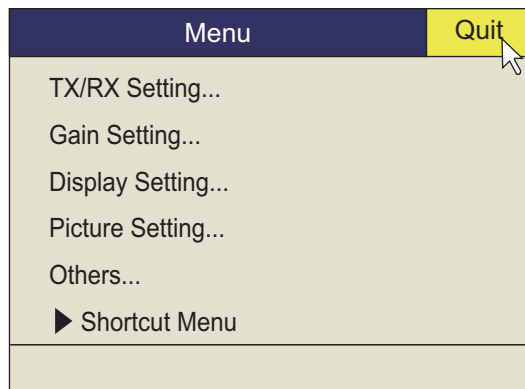 Menu
Quit
TX/RX Setting...
Gain Setting...
Display Setting...
Picture Setting...
Others...
▶ Shortcut Menu